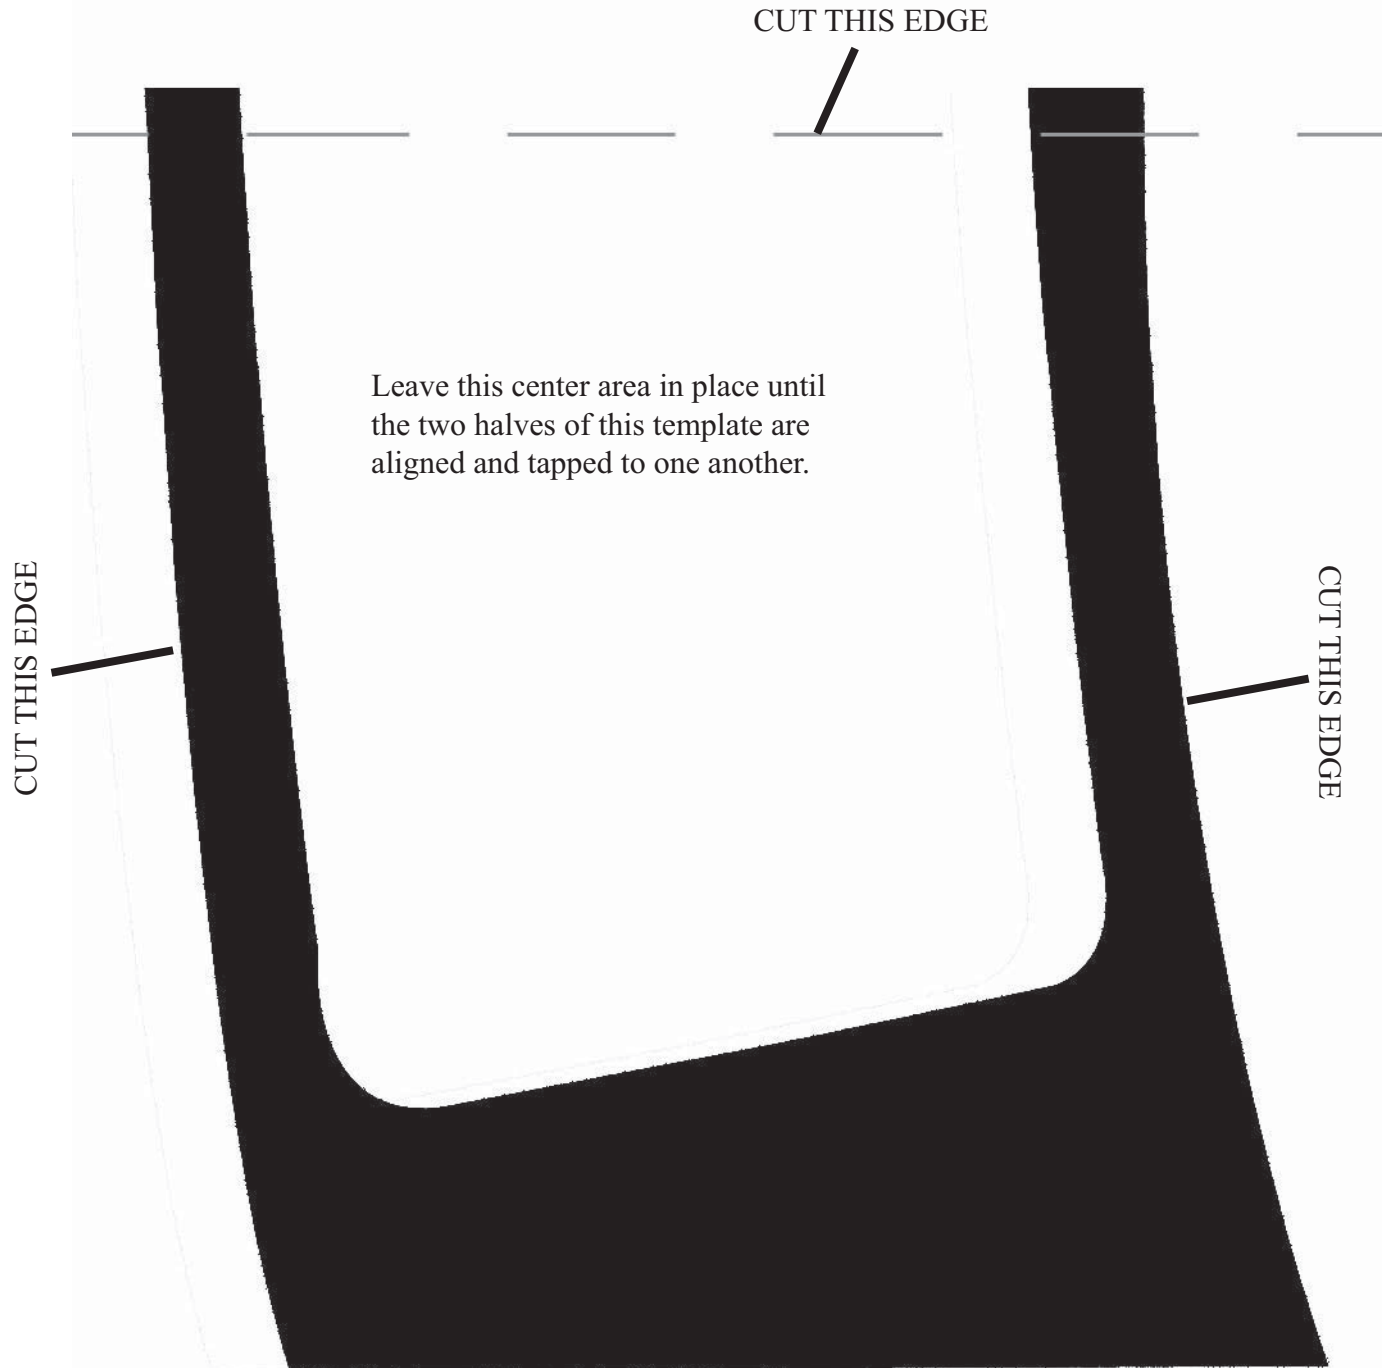 CUT THIS EDGE
Leave this center area in place until
the two halves of this template are
aligned and tapped to one another.
CUT THIS EDGE
CUT THIS EDGE